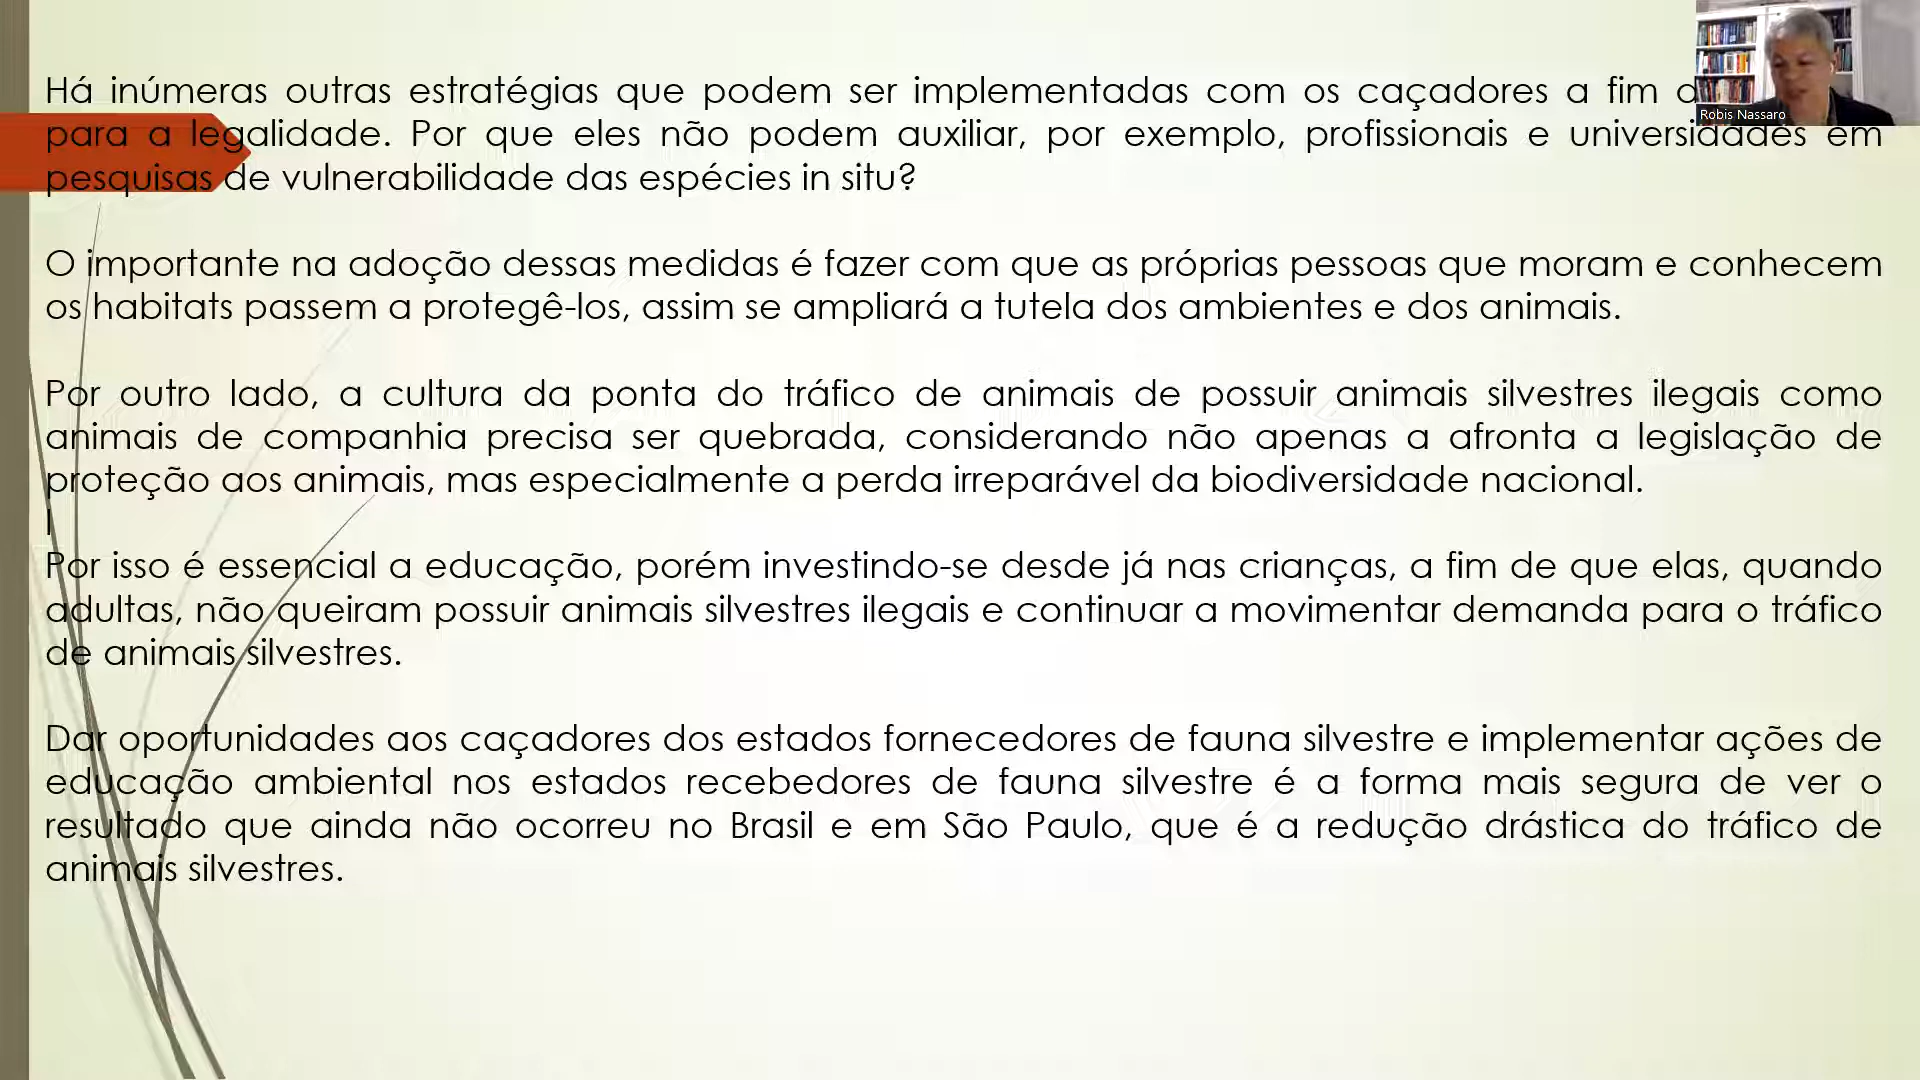 Há inúmeras outras estratégias que podem ser implementadas com os caçadores a fim
Robis Nassaro
para a legalidade. Por que eles não podem auxiliar, por exemplo, profissionais e universidades em
pesquisas de vulnerabilidade das espécies in situ?
O importante na adoção dessas medidas é fazer com que as próprias pessoas que moram e conhecem
os habitats passem a protegê-los, assim se ampliará a tutela dos ambientes e dos animais.
Por outro lado, a cultura da ponta do tráfico de animais de possuir animais silvestres ilegais como
animais de companhia precisa ser quebrada, considerando não apenas a afronta a legislação de
proteção aos animais, mas especialmente a perda irreparável da biodiversidade nacional.
Por isso é essencial a educação, porém investindo-se desde já nas crianças, a fim de que elas, quando
adultas, não queiram possuir animais silvestres ilegais e continuar a movimentar demanda para o tráfico
de animais silvestres.
Dar oportunidades aos caçadores dos estados fornecedores de fauna silvestre e implementar ações de
educação ambiental nos estados recebedores de fauna silvestre é a forma mais segura de ver o
resultado que ainda não ocorreu no Brasil e em São Paulo, que é a redução drástica do tráfico de
animais silvestres.